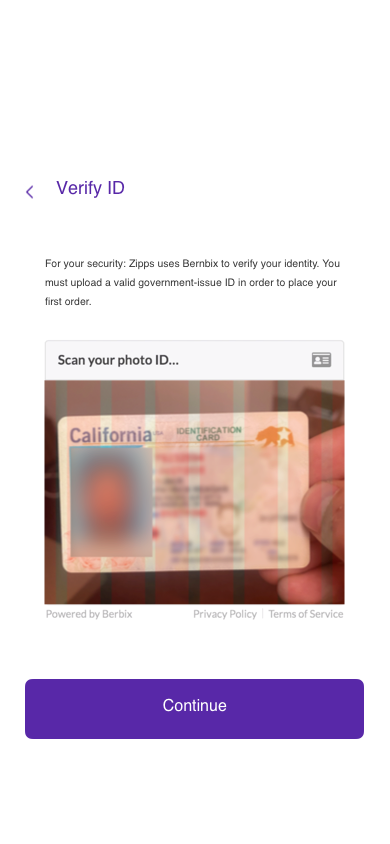 Verify ID
For your security: Zipps uses Bernbix to verify your identity. You
must upload a valid government-issue ID in order to place your
first order.
Scan your photo ID...
California USA
IDENTIFICATION
CARD
Powered by Berbix
Privacy Policy | Terms of Service
Continue